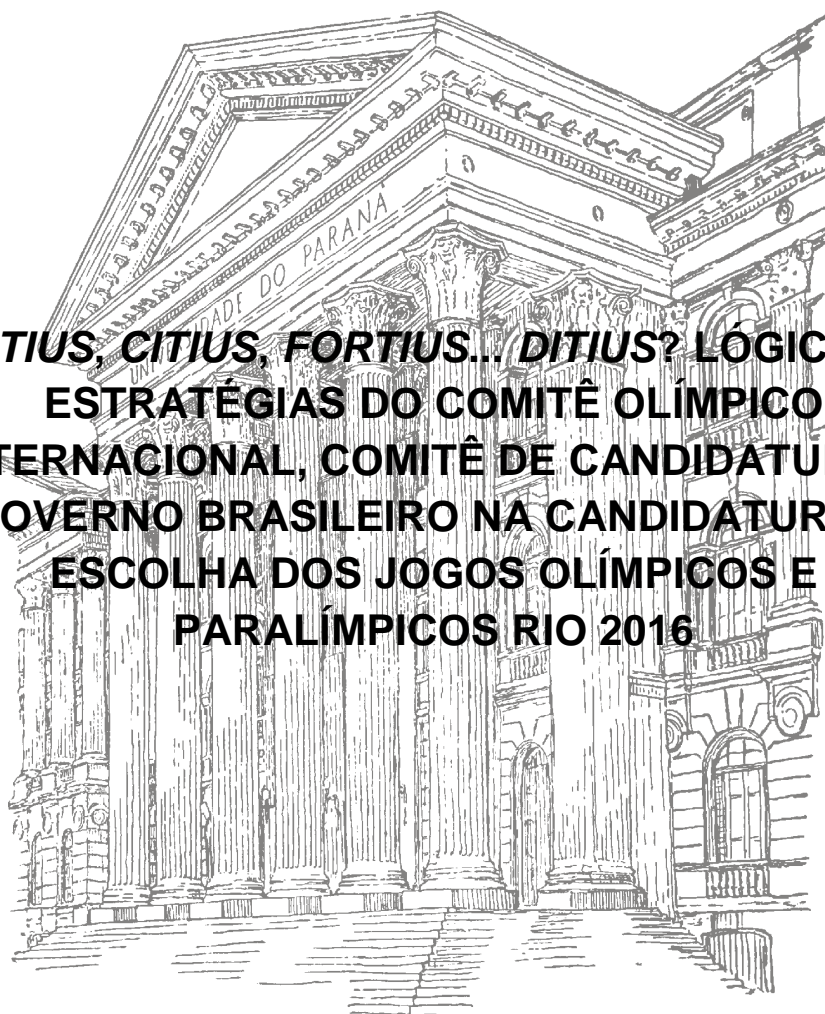 DO PARANÁ
TIUS, CITIUS, FORTIUS... DITIUS? LÓGIC
ESTRATÉGIAS DO COMITÊ OLÍMPICO
TERNACIONAL, COMITÊ DE CANDIDATU
OVERNO BRASILEIRO NA CANDIDATUR
ESCOLHA DOS JOGOS OLÍMPICOS E
PARALÍMPICOS RIO 2016